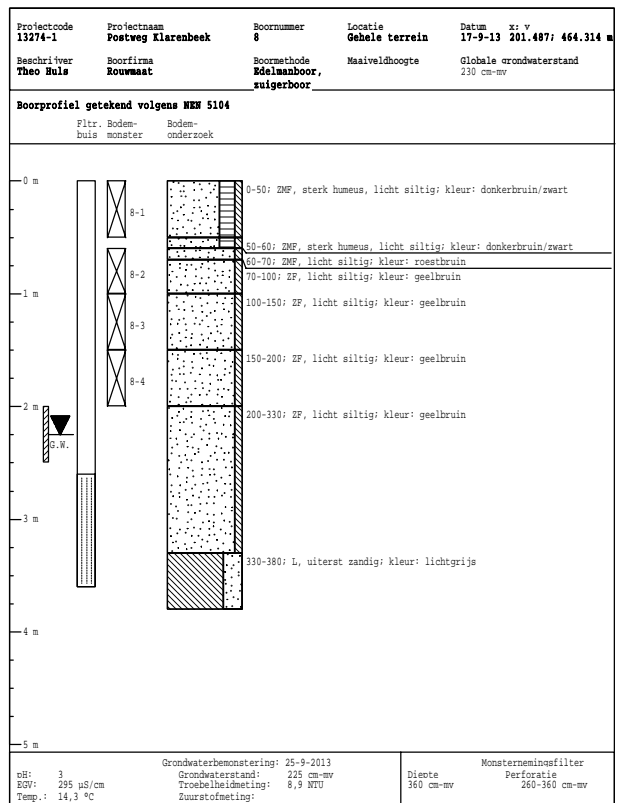 Projectcode Projectnaam Boornummer Locatie Datum x: y
13274-1 Postweg Klarenbeek 8 Gehele terrein 17-9-13 201.487; 464.314 m
Beschrijver Boorfirma Boormethode Maaiveldhoogte Globale grondwaterstand
Theo Huls Rouwmaat Edelmanboor, 230 cm-mv
zuigerboor
Boorprofiel getekend volgens NEN 5104
Fltr. Bodem- Bodem-
buis monster onderzoek
0 m
0-50; ZMF, sterk humeus, licht siltig; kleur: donkerbruin/zwart
8-1
50-60; ZMF, sterk humeus, licht siltig; kleur: donkerbruin/zwart
60-70; ZMF, licht siltig; kleur: roestbruin
8-2
70-100; ZF, licht siltig; kleur: geelbruin
1 m
100-150; ZF, licht siltig; kleur: geelbruin
8-3
150-200; ZF, licht siltig; kleur: geelbruin
8-4
2 m
200-330; ZF, licht siltig; kleur: geelbruin
G.W.
3 m
330-380; L, uiterst zandig; kleur: lichtgrijs
4 m
5 m
Grondwaterbemonstering: 25-9-2013 Monsternemingsfilter
pH: 3 Grondwaterstand: 225 cm-mv Diepte Perforatie
EGV: 295 µS/cm Troebelheidmeting: 8,9 NTU 360 cm-mv 260-360 cm-mv
Temp.: 14,3 °C Zuurstofmeting: